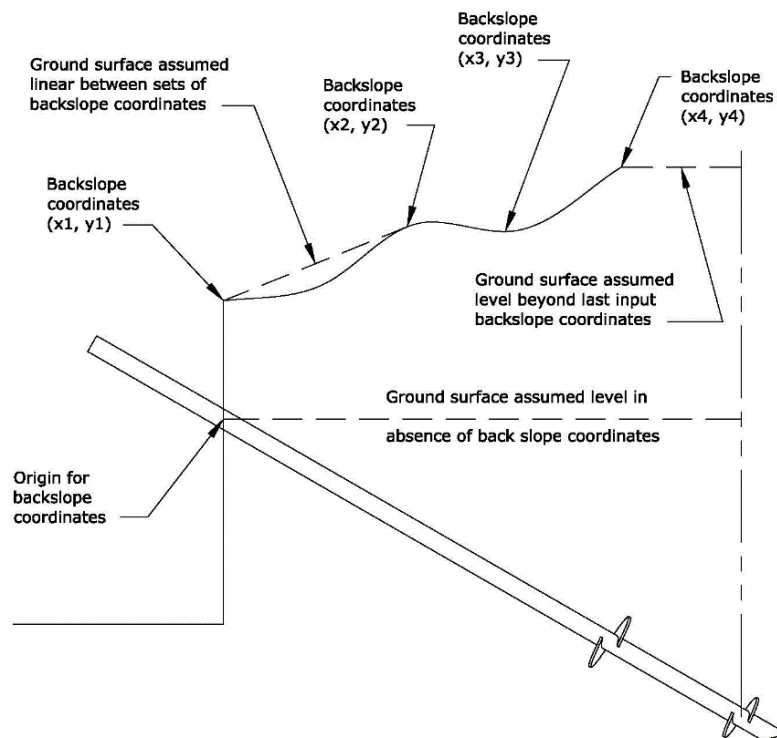 Ground surface assumed
linear between sets of
backslope coordinates
Backslope
coordinates
(x2, y2)
Backslope
coordinates
(x3, y3)
Backslope
coordinates
(x4, y4)
Backslope
coordinates
(x1, y1)
Ground surface assumed
level beyond last input
backslope coordinates
Ground surface assumed level in
absence of back slope coordinates
Origin for
backslope
coordinates